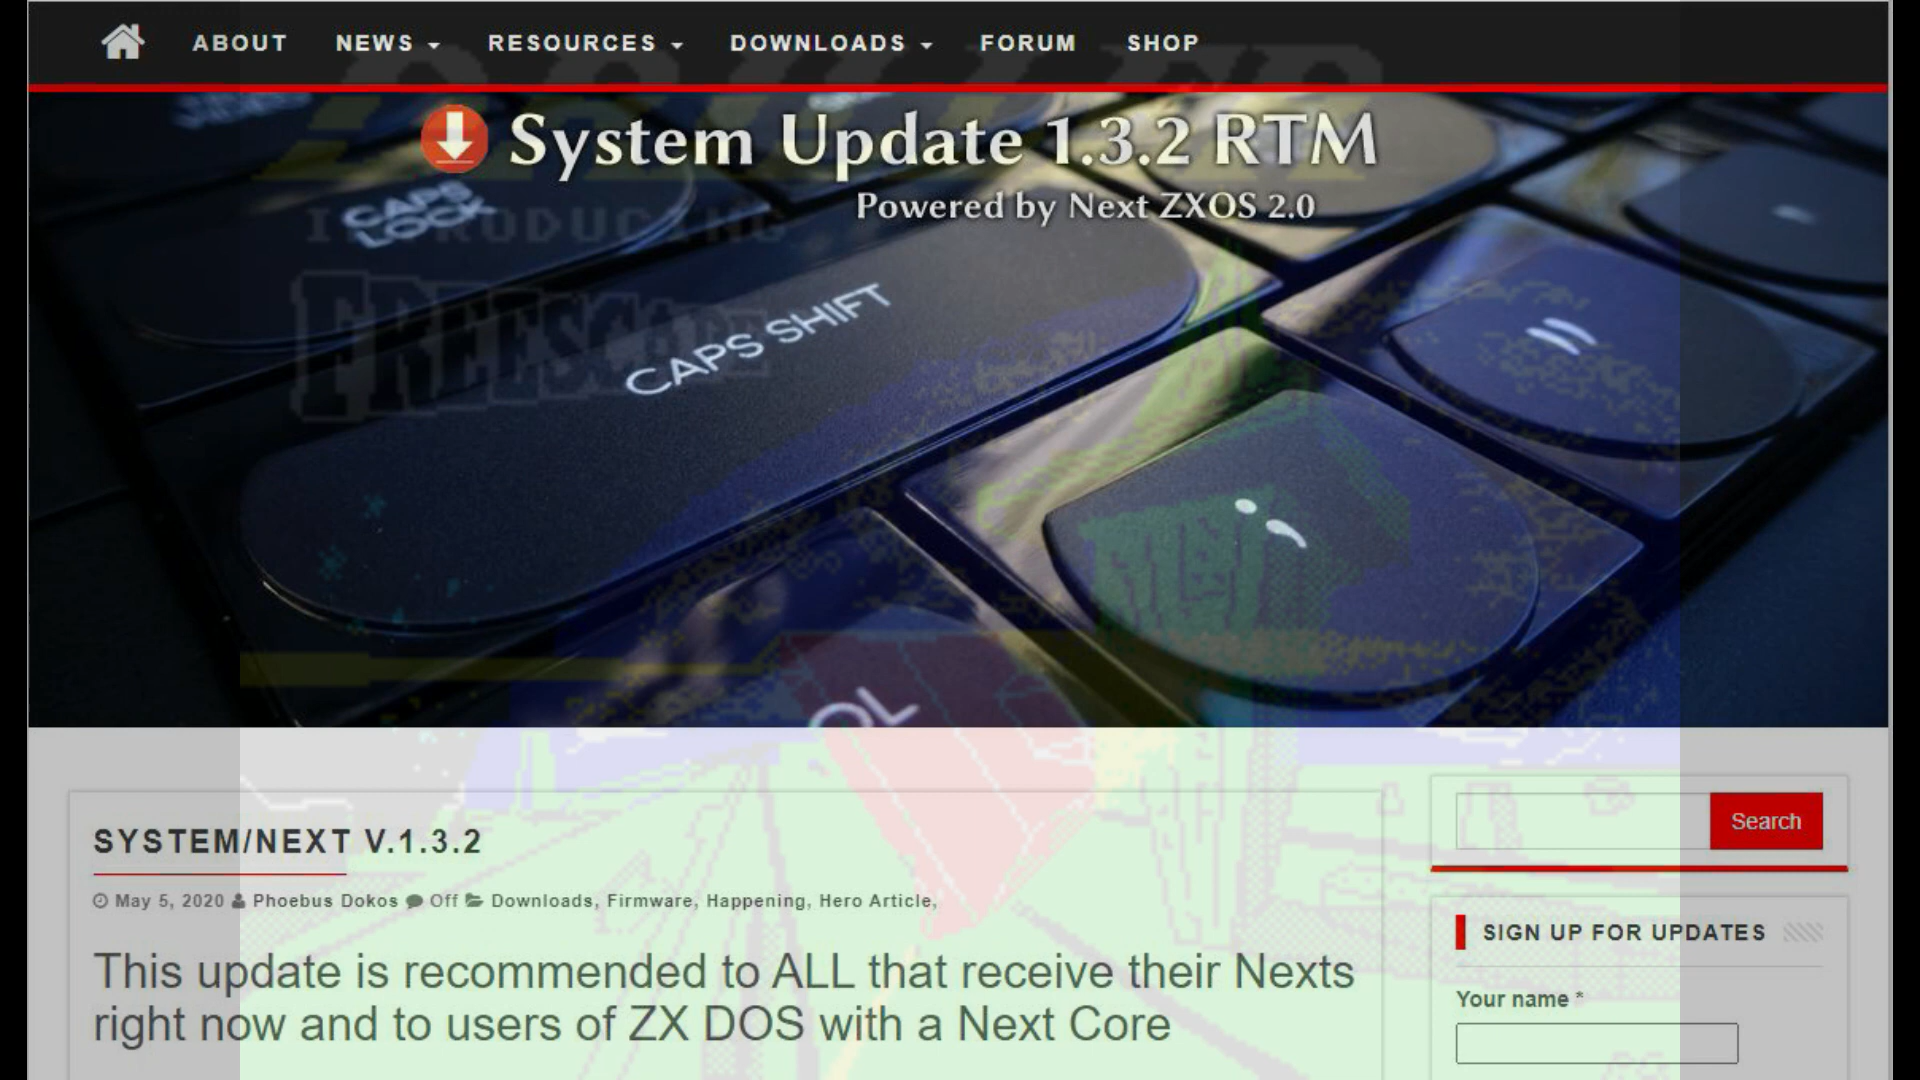 ABOUT NEWS RESOURCES DOWNLOADS FORUM SHOP
System Update 1.3.2 RTM
Powered by Next ZXOS 2.0
CAPS
LOCK
INTRODUCING
FREESCAPE
CAPS SHIFT
"
;
OL
SYSTEM/NEXT V.1.3.2
May 5, 2020 Phoebus Dokos Off Downloads, Firmware, Happening, Hero Article,
This update is recommended to ALL that receive their Nexts
right now and to users of ZX DOS with a Next Core
Search
SIGN UP FOR UPDATES
Your name *